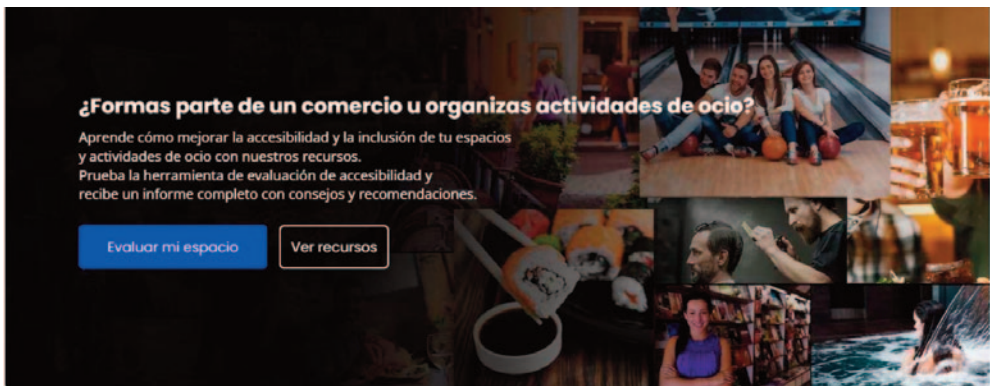 ¿Formas parte de un comercio u organizas actividades de ocio?
Aprende cómo mejorar la accesibilidad y la inclusión de tu espacios
y actividades de ocio con nuestros recursos.
Prueba la herramienta de evaluación de accesibilidad y
recibe un informe completo con consejos y recomendaciones.
Evaluar mi espacio
Ver recursos